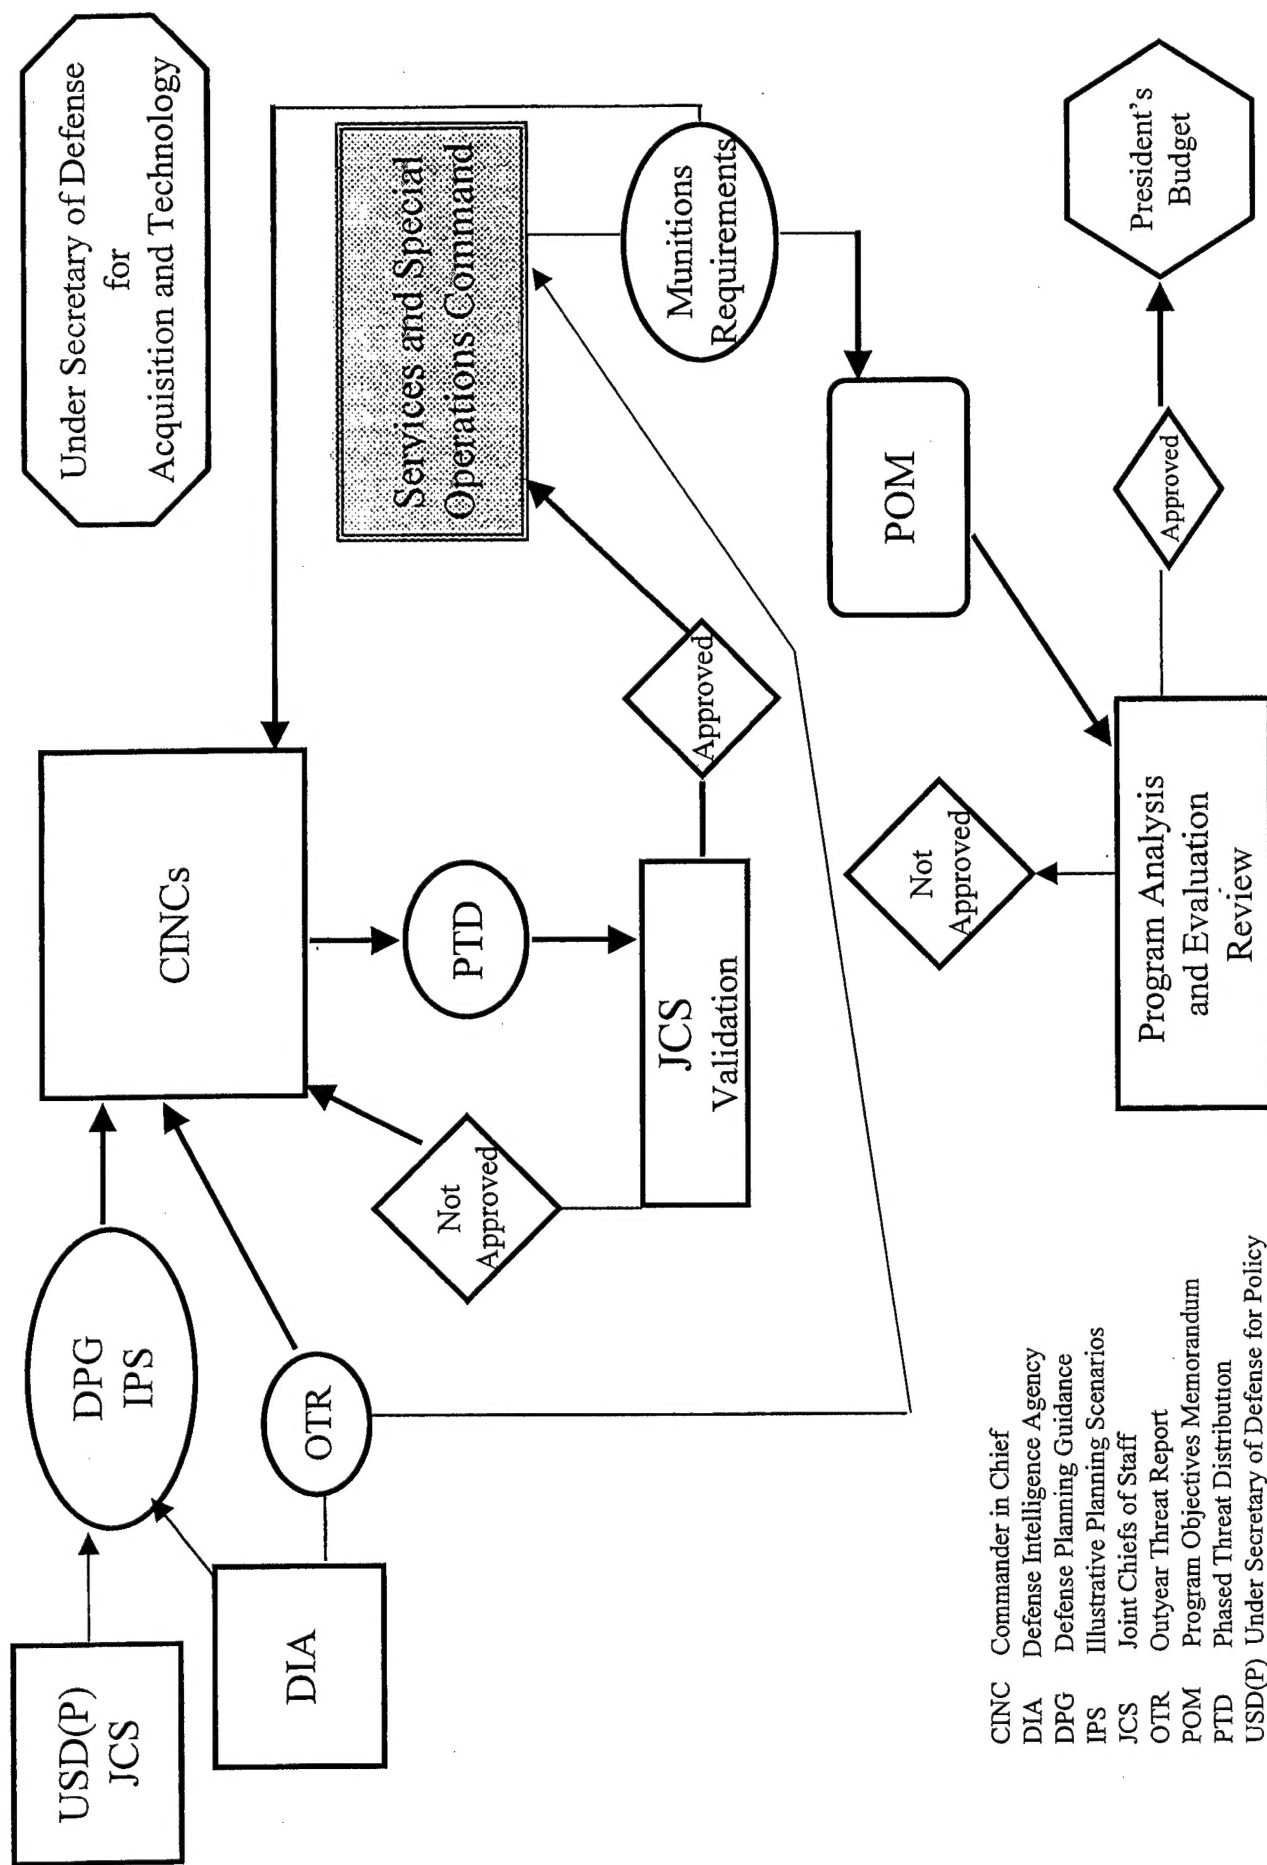 USD(P)
JCS
DPG
IPS
CINCs
Under Secretary of Defense
for
Acquisition and Technology
DIA
OTR
Not
Approved
PTD
JCS
Validation
Approved
Services and Special
Operations Command
Munitions
Requirements
POM
Not
Approved
Program Analysis
and Evaluation
Review
Approved
President's
Budget
CINC Commander in Chief
DIA Defense Intelligence Agency
DPG Defense Planning Guidance
IPS Illustrative Planning Scenarios
JCS Joint Chiefs of Staff
OTR Outyear Threat Report
POM Program Objectives Memorandum
PTD Phased Threat Distribution
USD(P) Under Secretary of Defense for Policy